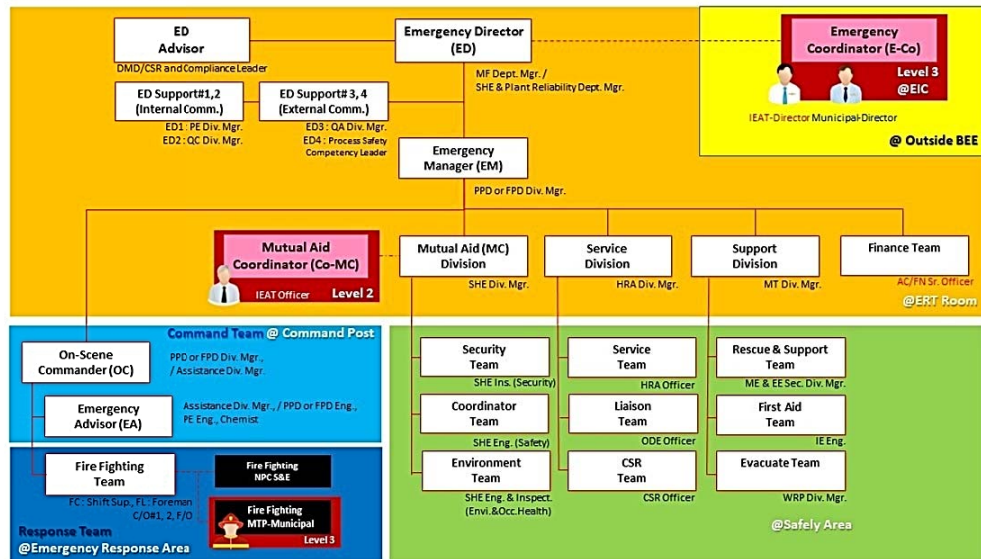 ED
Advisor
DMD/CSR and Compliance Leader
Emergency Director
(ED)
MF Dept. Mgr. /
SHE & Plant Reliability Dept. Mgr.
Emergency
Coordinator (E-Co)
Level 3
@EIC
IEAT-Director Municipal-Director
@ Outside BEE
ED Support#1,2
(Internal Comm.)
ED1 : PE Div. Mgr.
ED2 : QC Div. Mgr.
ED Support# 3, 4
(External Comm.)
ED3 : QA Div. Mgr.
ED4 : Process Safety
Competency Leader
Emergency
Manager (EM)
PPD or FPD Div. Mgr.
Mutual Aid
Coordinator (Co-MC)
IEAT Officer
Level 2
Mutual Aid (MC)
Division
SHE Div. Mgr.
Service
Division
HRA Div. Mgr.
Support
Division
MT Div. Mgr.
Finance Team
AC/FN Sr. Officer
@ERT Room
Command Team @ Command Post
On-Scene
Commander (OC)
PPD or FPD Div. Mgr.,
/ Assistance Div. Mgr.
Emergency
Advisor (EA)
Assistance Div. Mgr., / PPD or FPD Eng.,
PE Eng., Chemist
Fire Fighting
Team
FC : Shift Sup., FL : Foreman
C/O#1, 2, F/O
Fire Fighting
NPC S&E
Fire Fighting
MTP-Municipal
Level 3
Response Team
@Emergency Response Area
Security
Team
SHE Ins. (Security)
Coordinator
Team
SHE Eng. (Safety)
Environment
Team
SHE Eng. & Inspect.
(Envi.&Occ.Health)
Service
Team
HRA Officer
Liaison
Team
ODE Officer
CSR
Team
CSR Officer
Rescue & Support
Team
ME & EE Sec. Div. Mgr.
First Aid
Team
IE Eng.
Evacuate Team
WRP Div. Mgr.
@Safely Area